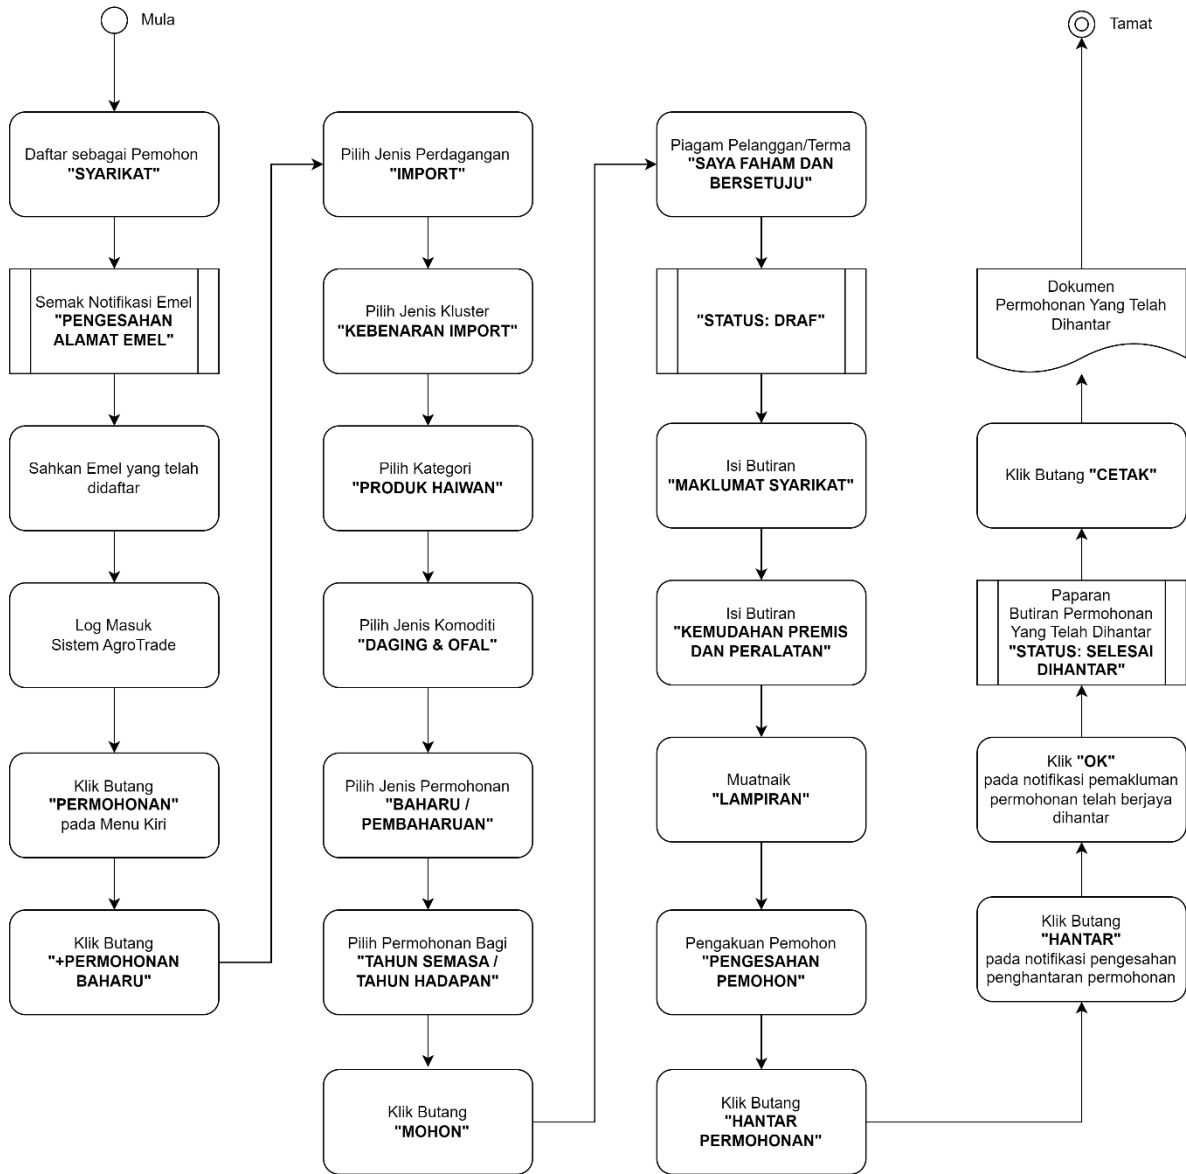 Mula
Daftar sebagai Pemohon
"SYARIKAT"
Semak Notifikasi Emel
"PENGESAHAN
ALAMAT EMEL"
Sahkan Emel yang telah
didaftar
Log Masuk
Sistem AgroTrade
Klik Butang
"PERMOHONAN"
pada Menu Kiri
Klik Butang
"+PERMOHONAN
BAHARU"
Pilih Jenis Perdagangan
"IMPORT"
Pilih Jenis Kluster
"KEBENARAN IMPORT"
Pilih Kategori
"PRODUK HAIWAN"
Pilih Jenis Komoditi
"DAGING & OFAL"
Pilih Jenis Permohonan
"BAHARU /
PEMBAHARUAN"
Pilih Permohonan Bagi
"TAHUN SEMASA /
TAHUN HADAPAN"
Klik Butang
"MOHON"
Piagam Pelanggan/Terma
"SAYA FAHAM DAN
BERSETUJU"
"STATUS: DRAF"
Isi Butiran
"MAKLUMAT SYARIKAT"
Isi Butiran
"KEMUDAHAN PREMIS
DAN PERALATAN"
Muatnaik
"LAMPIRAN"
Pengakuan Pemohon
"PENGESAHAN
PEMOHON"
Klik Butang
"HANTAR
PERMOHONAN"
Klik Butang
"HANTAR"
pada notifikasi pengesahan
penghantaran permohonan
Klik "OK"
pada notifikasi pemakluman
permohonan telah berjaya
dihantar
Paparan
Butiran Permohonan
Yang Telah Dihantar
"STATUS: SELESAI
DIHANTAR"
Klik Butang "CETAK"
Dokumen
Permohonan Yang Telah
Dihantar
Tamat